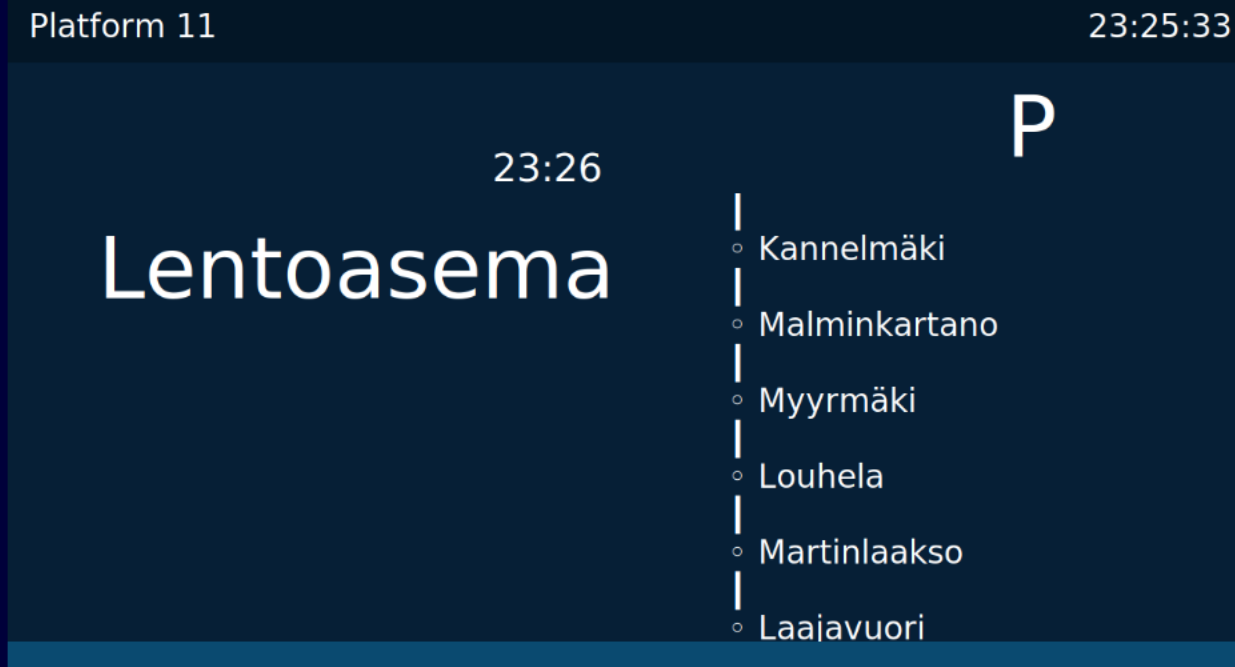 Platform 11
23:25:33
P
23:26
Lentoasema
Kannelmäki
Malminkartano
Myyrmäki
Louhela
Martinlaakso
Laajavuori